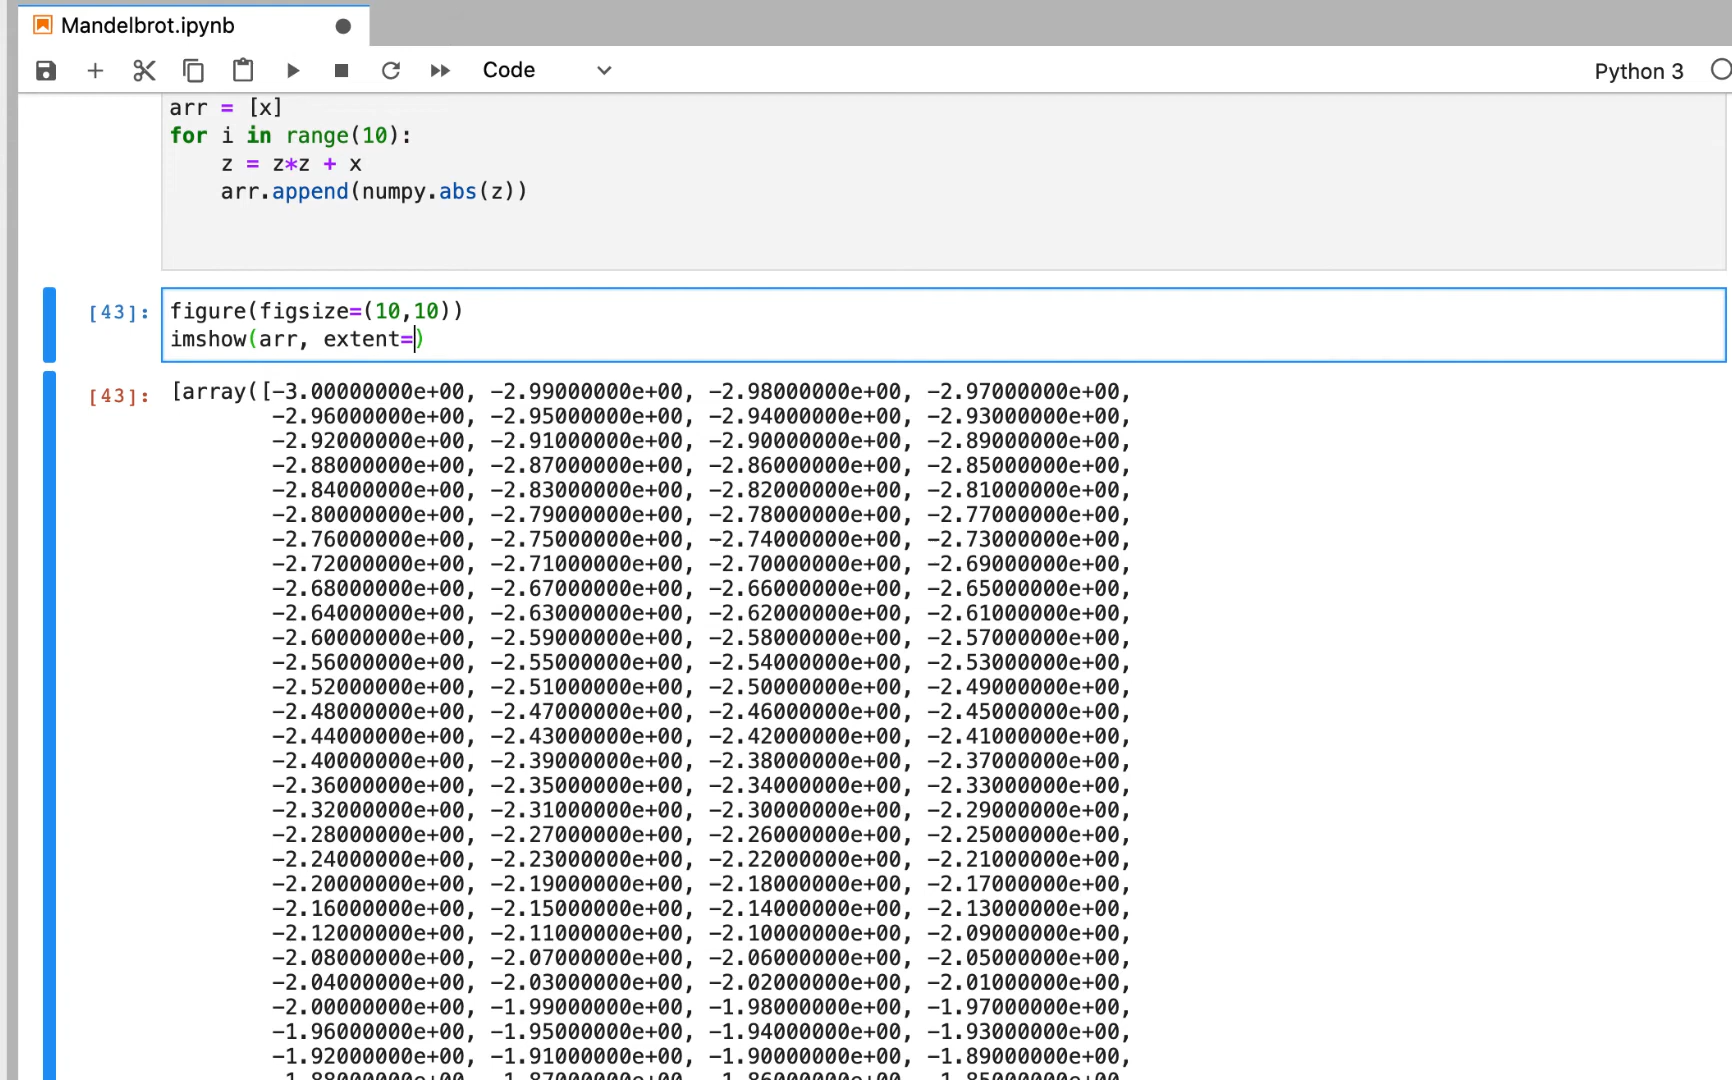 Mandelbrot.ipynb
Code
Python 3
arr = [x]
for i in range(10):
    z = z*z + x
    arr.append(numpy.abs(z))
[43]:
figure(figsize=(10,10))
imshow(arr, extent=)
[43]:
[array([-3.00000000e+00, -2.99000000e+00, -2.98000000e+00, -2.97000000e+00,
-2.96000000e+00, -2.95000000e+00, -2.94000000e+00, -2.93000000e+00,
-2.92000000e+00, -2.91000000e+00, -2.90000000e+00, -2.89000000e+00,
-2.88000000e+00, -2.87000000e+00, -2.86000000e+00, -2.85000000e+00,
-2.84000000e+00, -2.83000000e+00, -2.82000000e+00, -2.81000000e+00,
-2.80000000e+00, -2.79000000e+00, -2.78000000e+00, -2.77000000e+00,
-2.76000000e+00, -2.75000000e+00, -2.74000000e+00, -2.73000000e+00,
-2.72000000e+00, -2.71000000e+00, -2.70000000e+00, -2.69000000e+00,
-2.68000000e+00, -2.67000000e+00, -2.66000000e+00, -2.65000000e+00,
-2.64000000e+00, -2.63000000e+00, -2.62000000e+00, -2.61000000e+00,
-2.60000000e+00, -2.59000000e+00, -2.58000000e+00, -2.57000000e+00,
-2.56000000e+00, -2.55000000e+00, -2.54000000e+00, -2.53000000e+00,
-2.52000000e+00, -2.51000000e+00, -2.50000000e+00, -2.49000000e+00,
-2.48000000e+00, -2.47000000e+00, -2.46000000e+00, -2.45000000e+00,
-2.44000000e+00, -2.43000000e+00, -2.42000000e+00, -2.41000000e+00,
-2.40000000e+00, -2.39000000e+00, -2.38000000e+00, -2.37000000e+00,
-2.36000000e+00, -2.35000000e+00, -2.34000000e+00, -2.33000000e+00,
-2.32000000e+00, -2.31000000e+00, -2.30000000e+00, -2.29000000e+00,
-2.28000000e+00, -2.27000000e+00, -2.26000000e+00, -2.25000000e+00,
-2.24000000e+00, -2.23000000e+00, -2.22000000e+00, -2.21000000e+00,
-2.20000000e+00, -2.19000000e+00, -2.18000000e+00, -2.17000000e+00,
-2.16000000e+00, -2.15000000e+00, -2.14000000e+00, -2.13000000e+00,
-2.12000000e+00, -2.11000000e+00, -2.10000000e+00, -2.09000000e+00,
-2.08000000e+00, -2.07000000e+00, -2.06000000e+00, -2.05000000e+00,
-2.04000000e+00, -2.03000000e+00, -2.02000000e+00, -2.01000000e+00,
-2.00000000e+00, -1.99000000e+00, -1.98000000e+00, -1.97000000e+00,
-1.96000000e+00, -1.95000000e+00, -1.94000000e+00, -1.93000000e+00,
-1.92000000e+00, -1.91000000e+00, -1.90000000e+00, -1.89000000e+00,